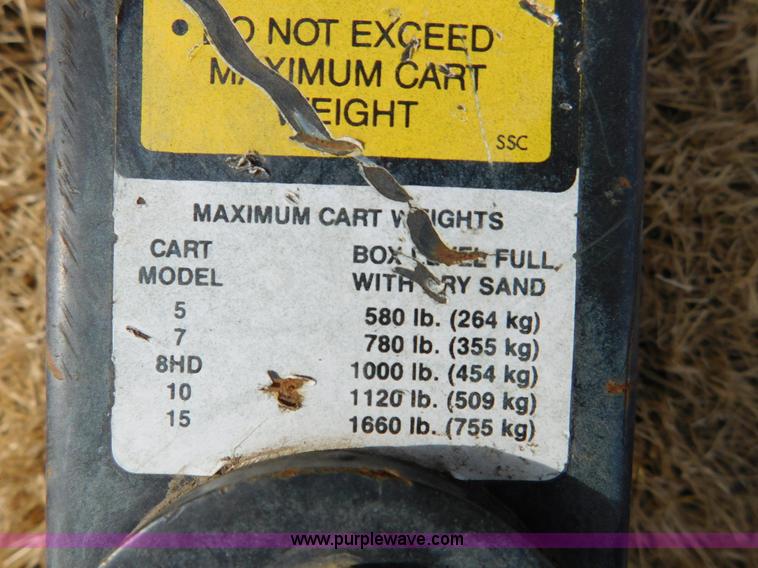 • DO NOT EXCEED
MAXIMUM CART
WEIGHT
SSC
MAXIMUM CART WEIGHTS
CART MODEL
BOX LEVEL FULL
WITH DRY SAND
5 580 lb. (264 kg)
7 780 lb. (355 kg)
8HD 1000 lb. (454 kg)
10 1120 lb. (509 kg)
15 1660 lb. (755 kg)
www.purplewave.com